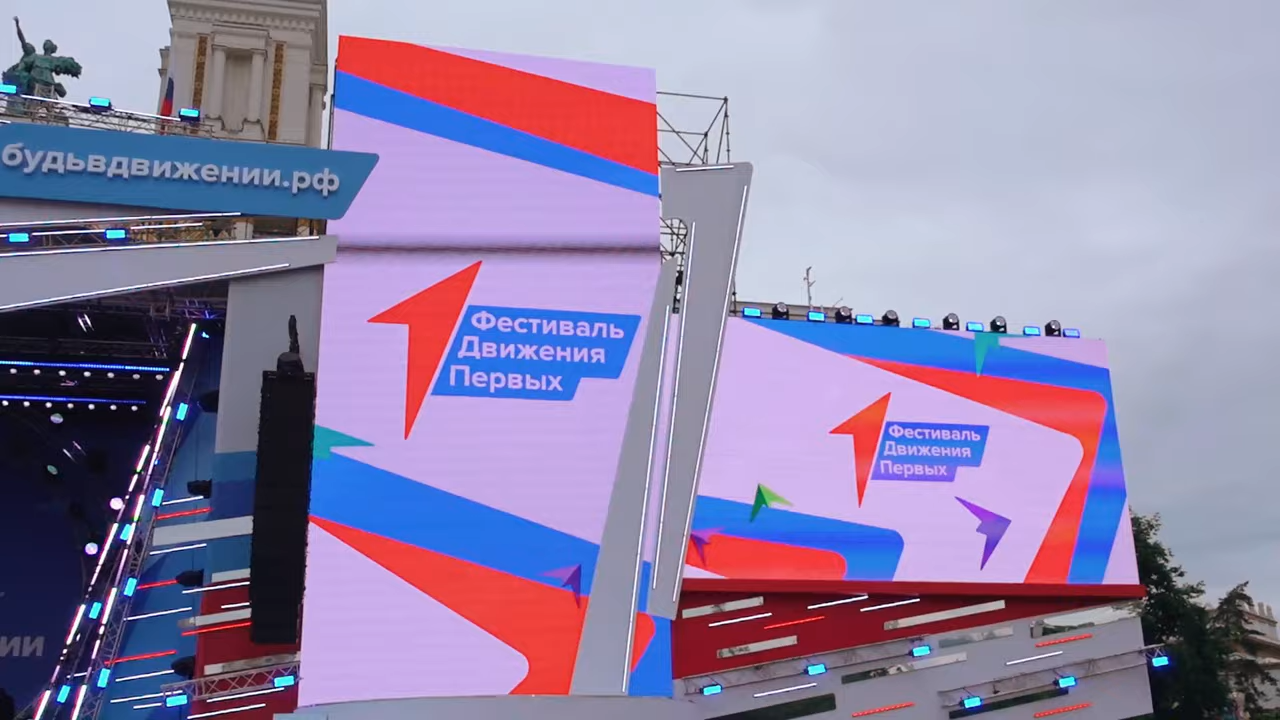 будьвдвижении.рф
Фестиваль
Движения
Первых
Фестиваль
Движения
Первых